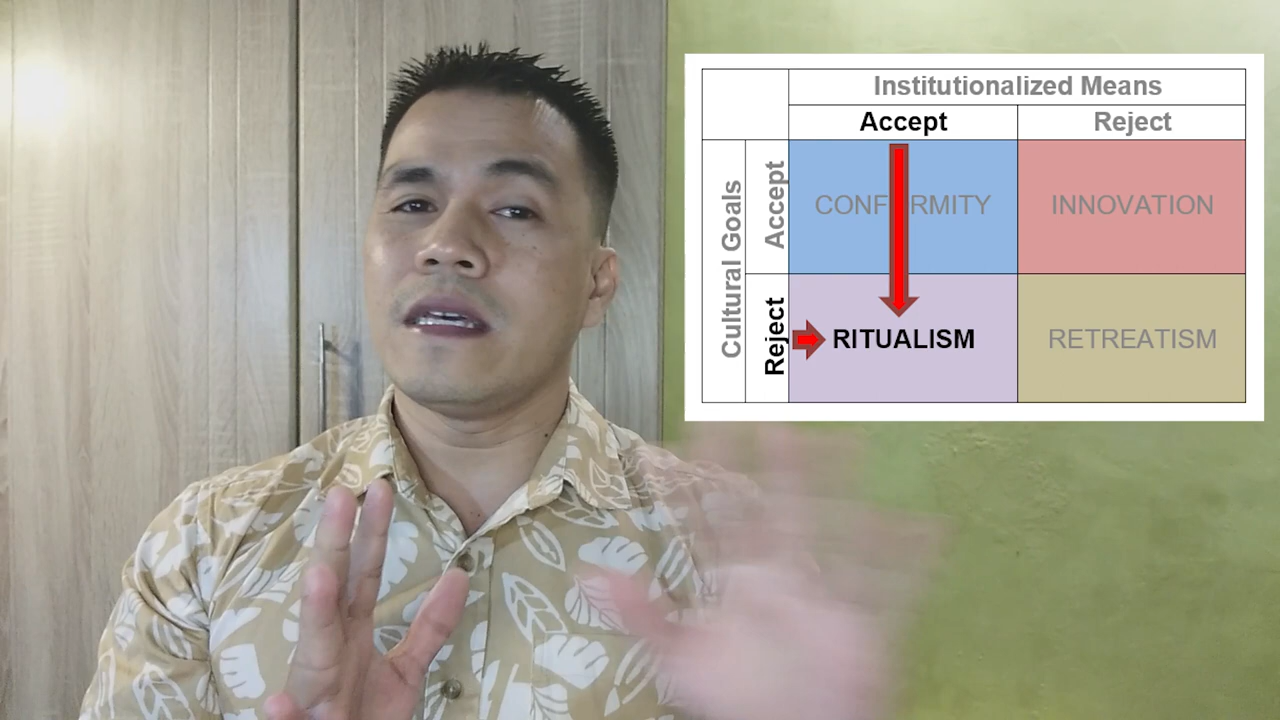 Institutionalized Means
Accept Reject
Cultural Goals
Accept
CONF RMITY INNOVATION
Reject
RITUALISM RETREATISM